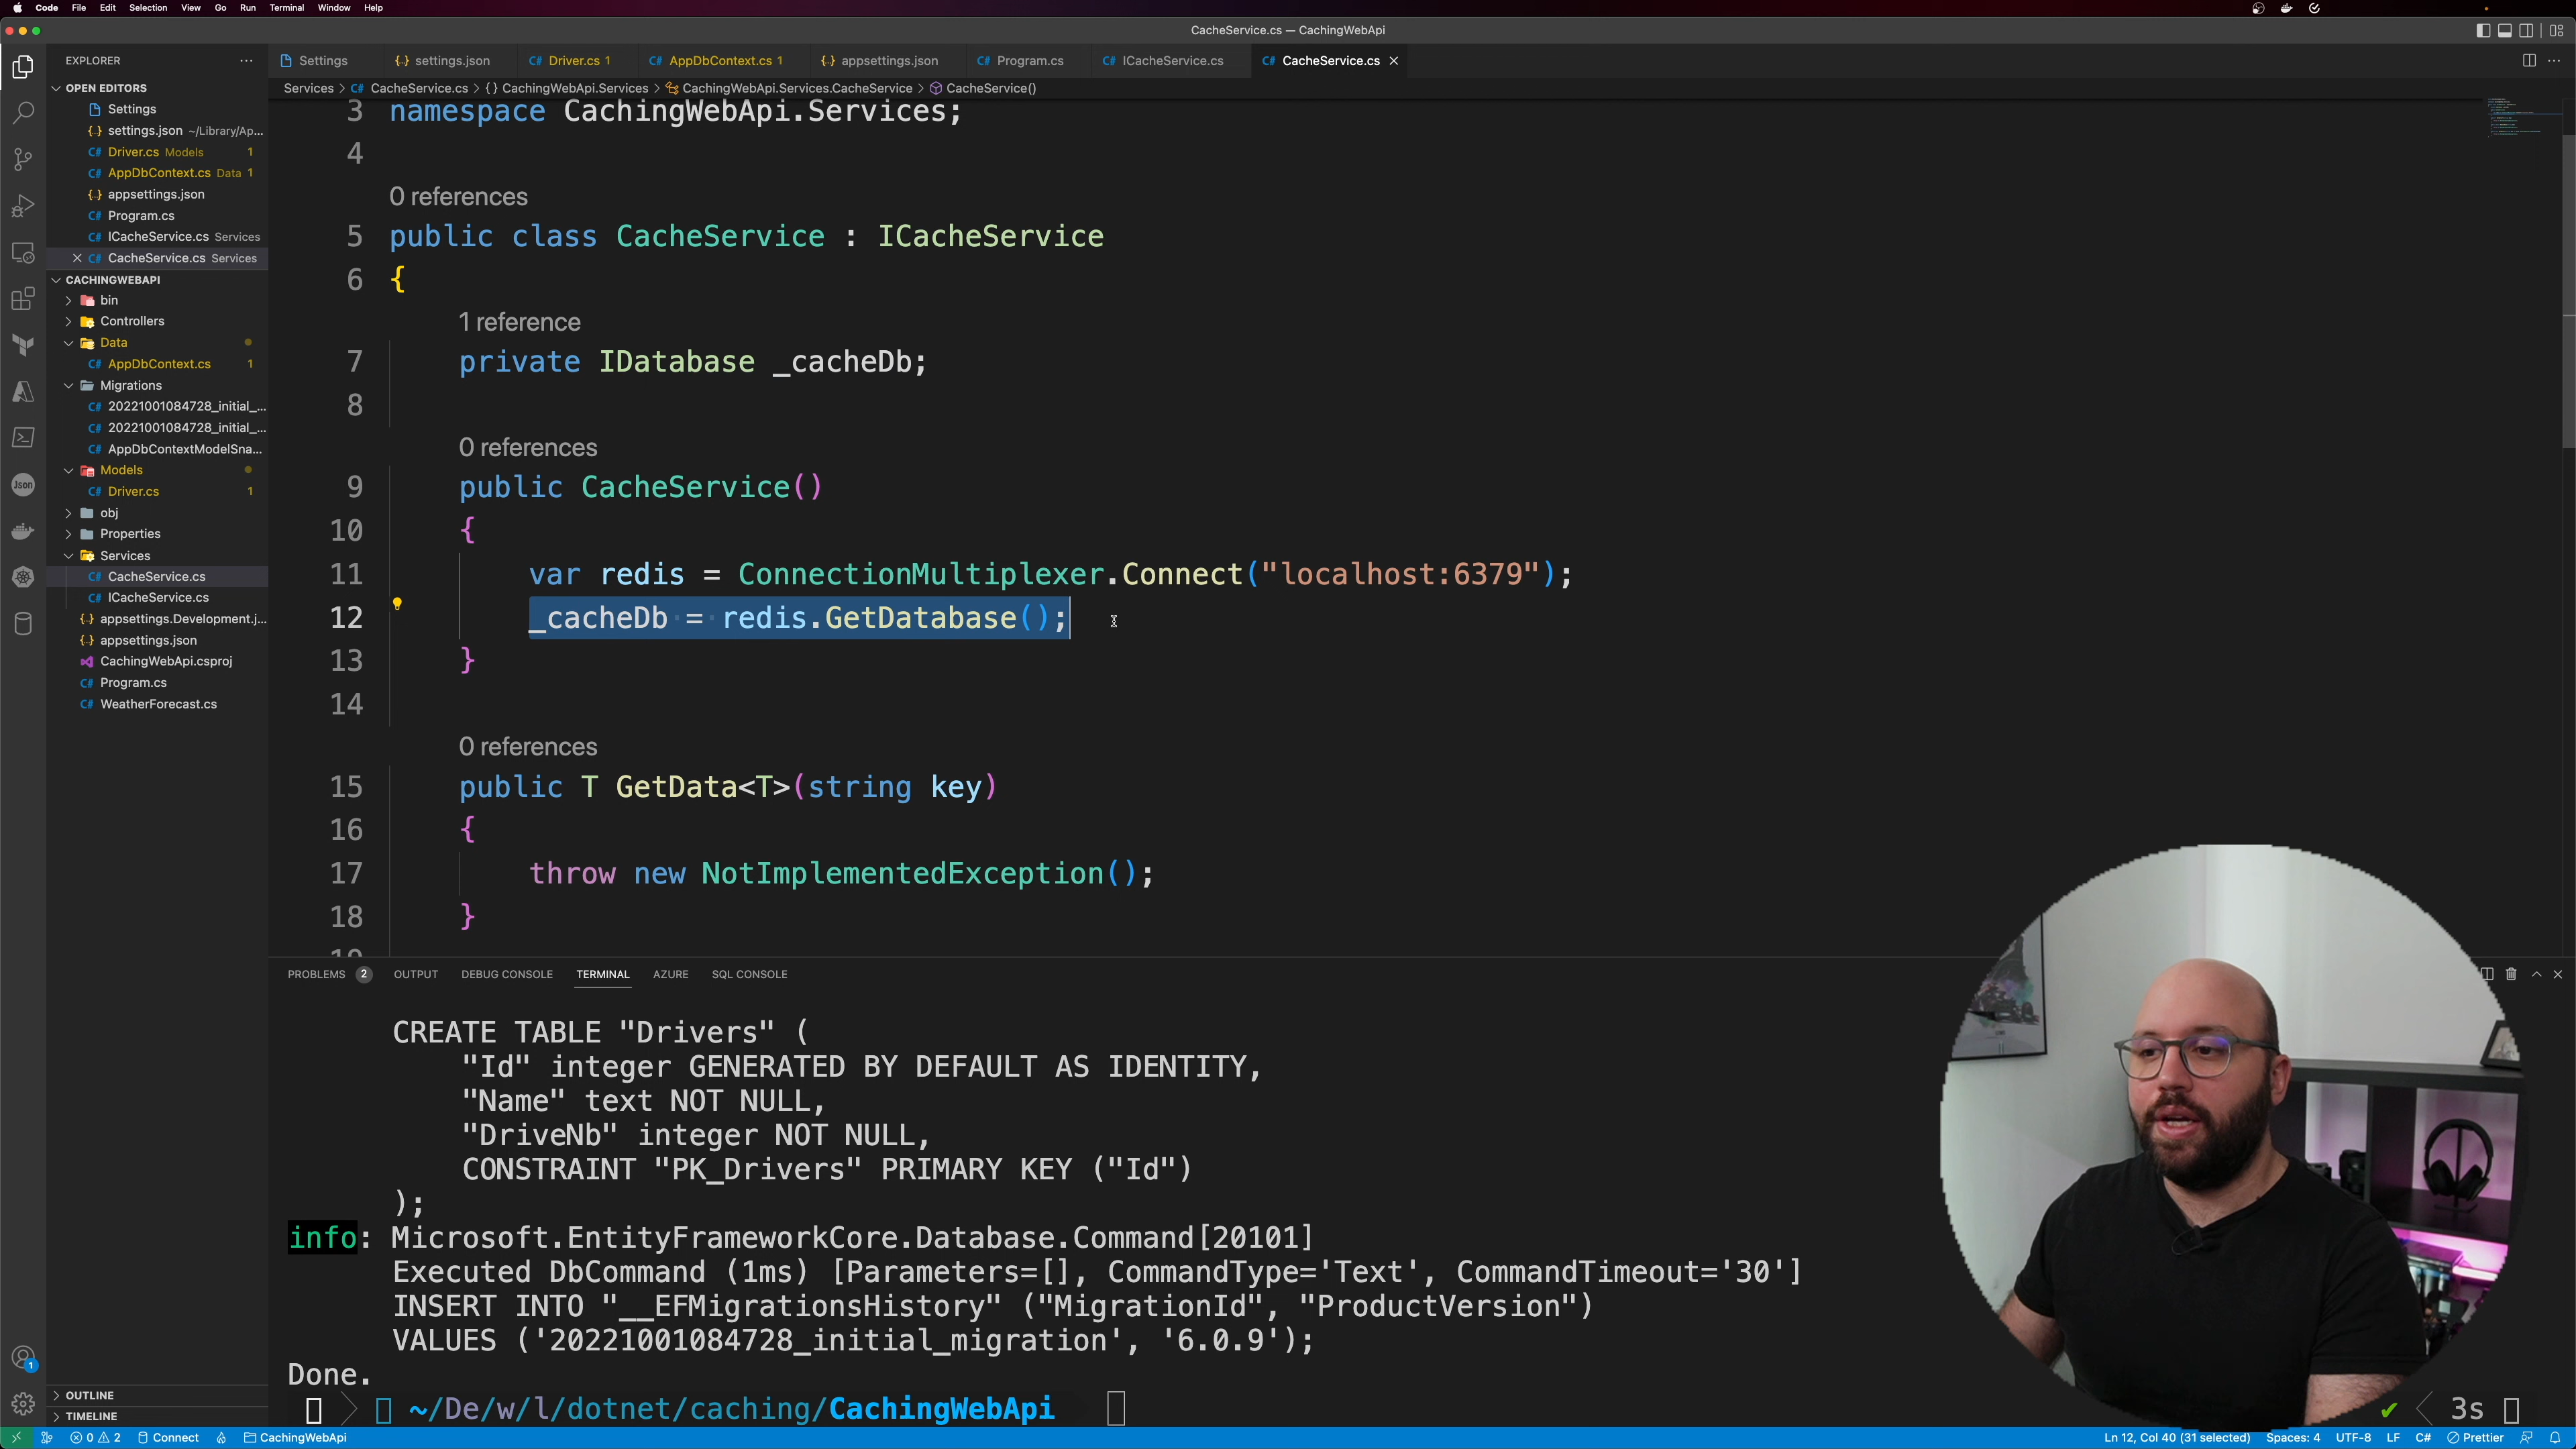 Code File Edit Selection View Go Run Terminal Window Help
CacheService.cs — CachingWebApi
EXPLORER
Settings settings.json Driver.cs 1 AppDbContext.cs 1 appsettings.json Program.cs ICacheService.cs CacheService.cs
Services > CacheService.cs > {} CachingWebApi.Services > CachingWebApi.Services.CacheService > CacheService()
OPEN EDITORS
Settings
settings.json ~/Library/Ap...
Driver.cs Models 1
AppDbContext.cs Data 1
appsettings.json
Program.cs
ICacheService.cs Services
CacheService.cs Services
CACHINGWEBAPI
bin
Controllers
Data
AppDbContext.cs 1
Migrations
20221001084728_initial_...
20221001084728_initial_...
AppDbContextModelSna...
Models
Driver.cs 1
obj
Properties
Services
CacheService.cs
ICacheService.cs
appsettings.Development.j...
appsettings.json
CachingWebApi.csproj
Program.cs
WeatherForecast.cs
OUTLINE
TIMELINE
3 namespace CachingWebApi.Services;
4
0 references
5 public class CacheService : ICacheService
6 {
1 reference
7 private IDatabase _cacheDb;
8
0 references
9 public CacheService()
10 {
11 var redis = ConnectionMultiplexer.Connect("localhost:6379");
12 _cacheDb = redis.GetDatabase();
13 }
14
0 references
15 public T GetData<T>(string key)
16 {
17 throw new NotImplementedException();
18 }
19
PROBLEMS 2 OUTPUT DEBUG CONSOLE TERMINAL AZURE SQL CONSOLE
CREATE TABLE "Drivers" (
"Id" integer GENERATED BY DEFAULT AS IDENTITY,
"Name" text NOT NULL,
"DriveNb" integer NOT NULL,
CONSTRAINT "PK_Drivers" PRIMARY KEY ("Id")
);
info: Microsoft.EntityFrameworkCore.Database.Command[20101]
Executed DbCommand (1ms) [Parameters=[], CommandType='Text', CommandTimeout='30']
INSERT INTO "__EFMigrationsHistory" ("MigrationId", "ProductVersion")
VALUES ('20221001084728_initial_migration', '6.0.9');
Done.
~/De/w/l/dotnet/caching/CachingWebApi 3s
0 2 Connect CachingWebApi Ln 12, Col 40 (31 selected) Spaces: 4 UTF-8 LF C# Prettier